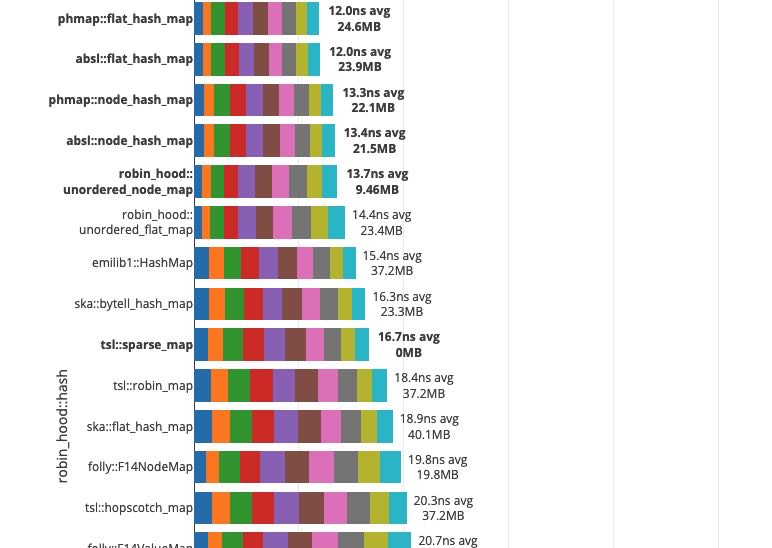 phmap::flat_hash_map
12.0ns avg
24.6MB
absl::flat_hash_map
12.0ns avg
23.9MB
phmap::node_hash_map
13.3ns avg
22.1MB
absl::node_hash_map
13.4ns avg
21.5MB
robin_hood::
unordered_node_map
13.7ns avg
9.46MB
robin_hood::
unordered_flat_map
14.4ns avg
23.4MB
emilib1::HashMap
15.4ns avg
37.2MB
ska::bytell_hash_map
16.3ns avg
23.3MB
tsl::sparse_map
16.7ns avg
0MB
tsl::robin_map
18.4ns avg
37.2MB
ska::flat_hash_map
18.9ns avg
40.1MB
robin_hood::hash
folly::F14NodeMap
19.8ns avg
19.8MB
tsl::hopscotch_map
20.3ns avg
37.2MB
folly::F14ValueMap
20.7ns avg